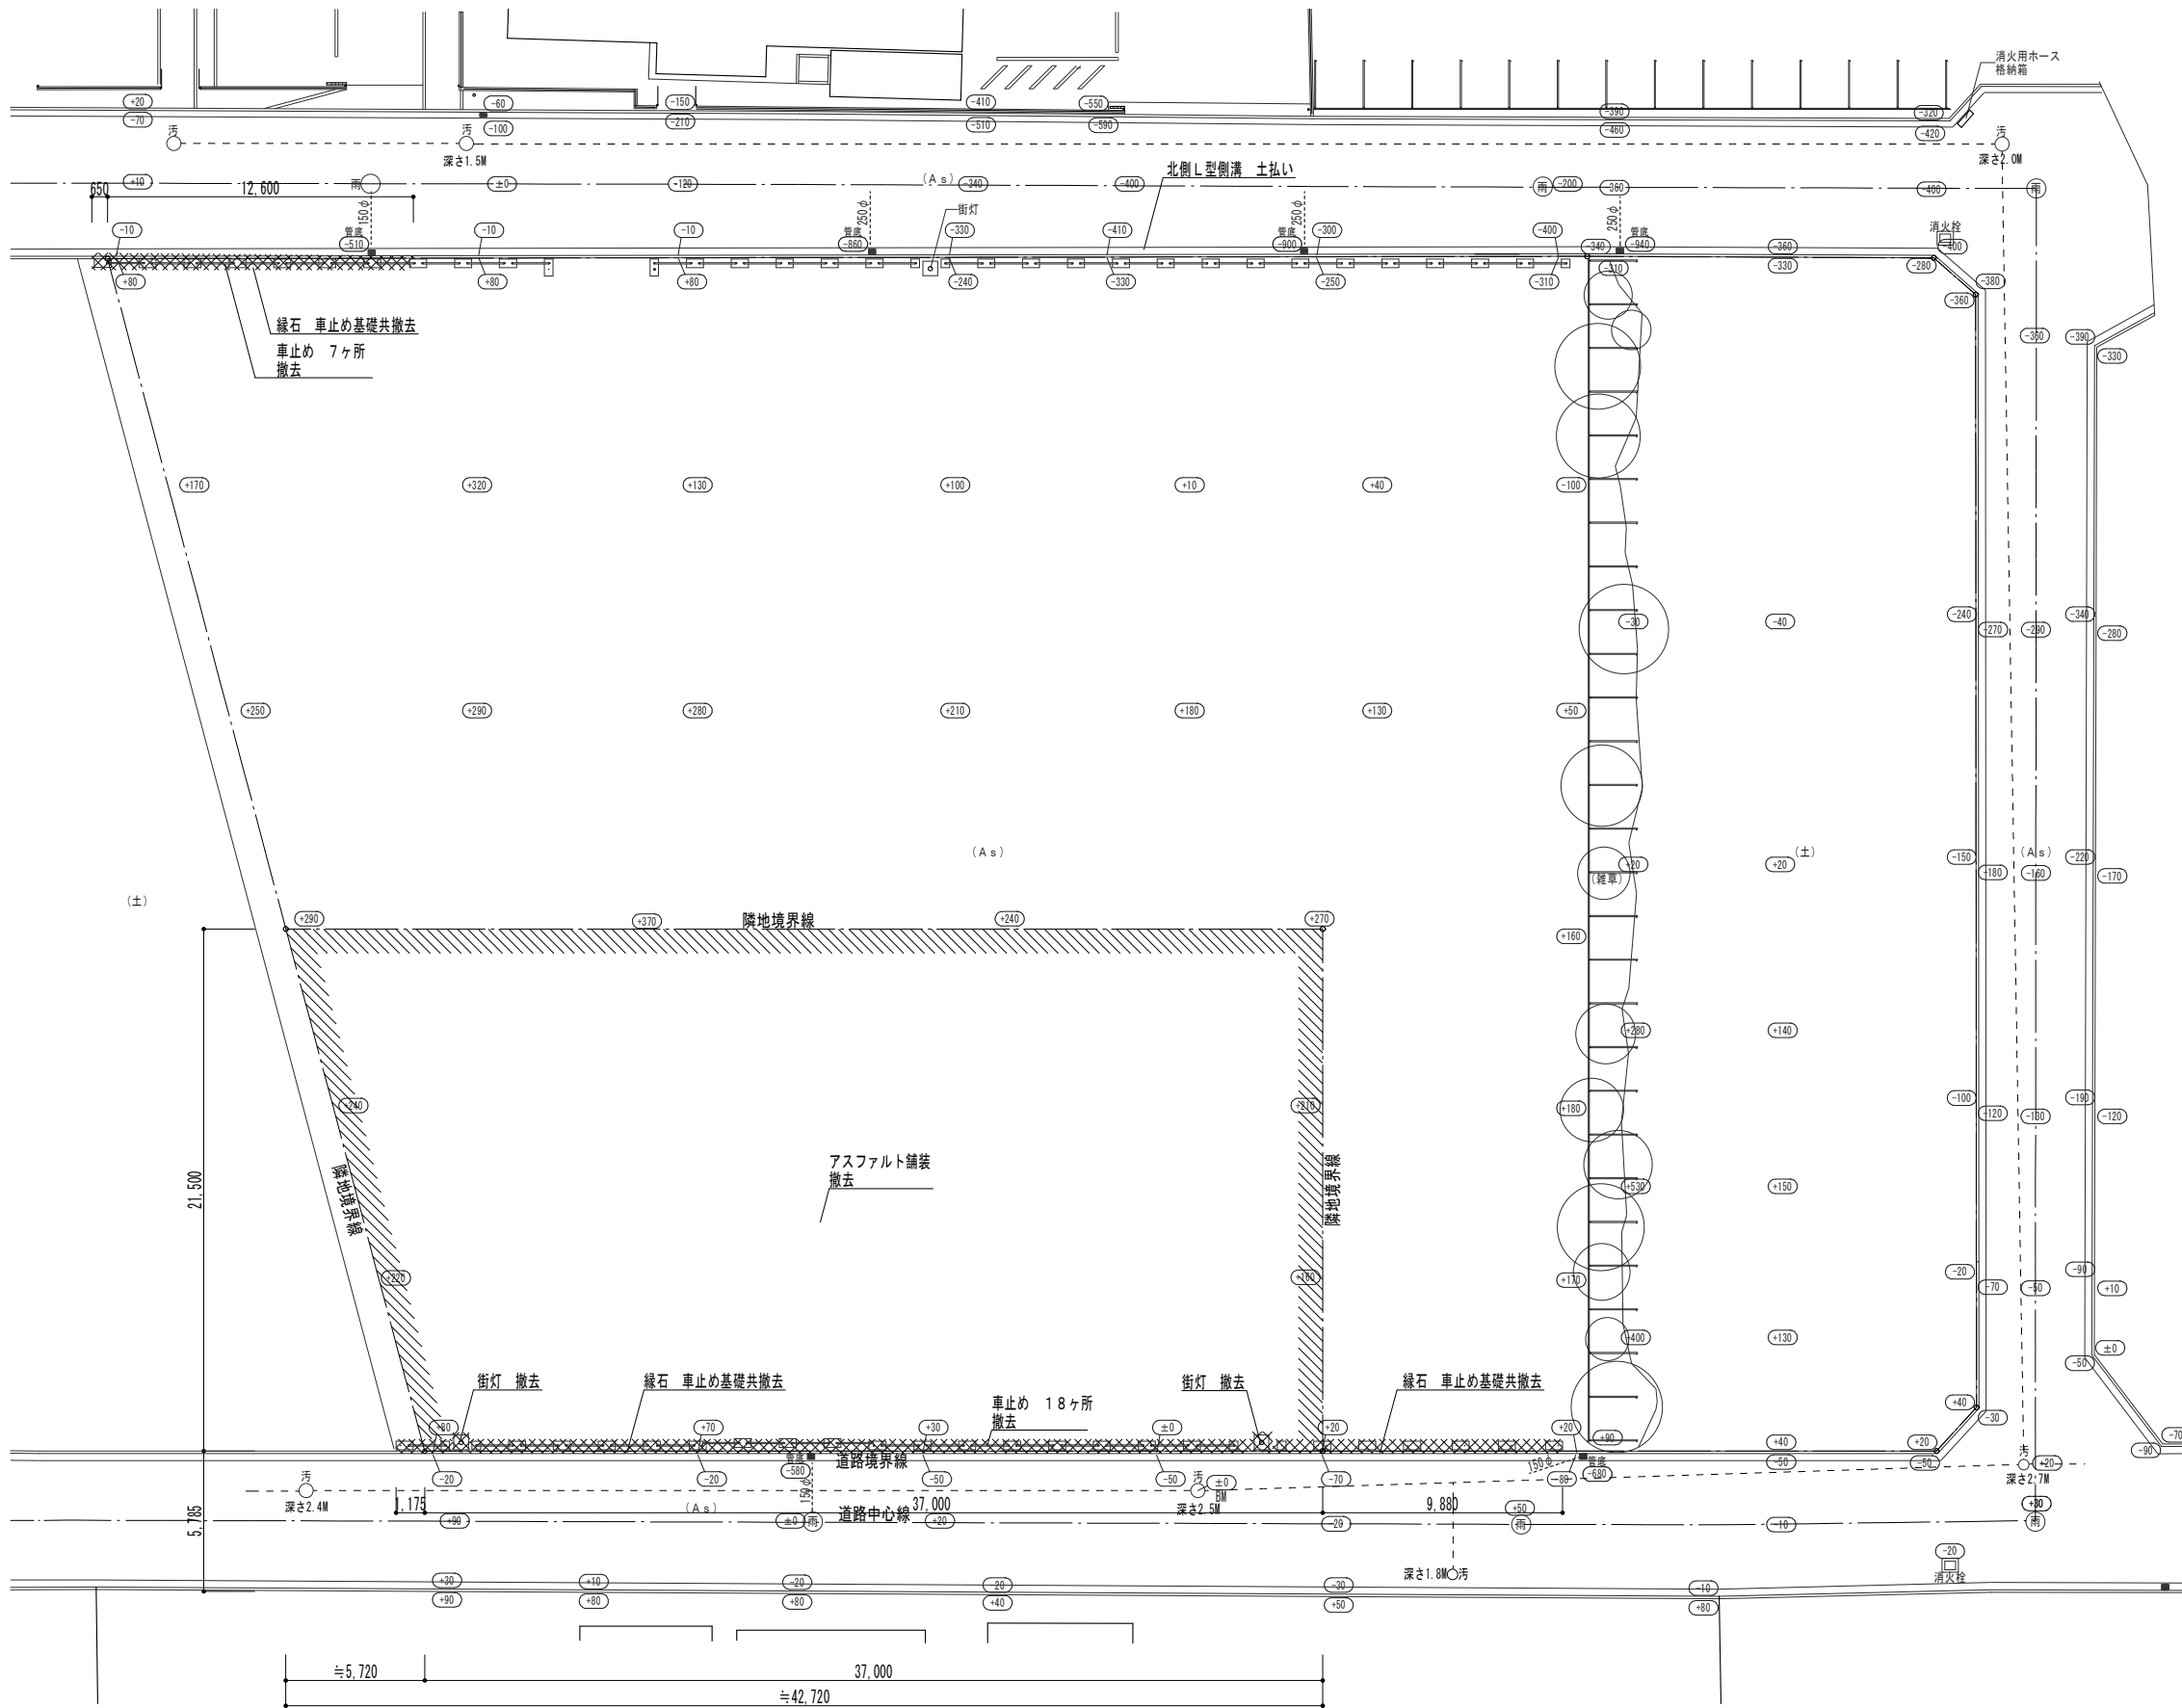 消火用ホース
格納箱
+20
-60
-150
-410
-550
-390
-320
-70
-100
-210
-510
-590
-460
-420
汚
汚
汚
深さ1.5M
深さ2.0M
北側L型側溝 土払い
650
+10
12,600
雨
±0
-120
(As)
-340
-400
雨
-200
-360
-400
雨
150φ
250φ
街灯
250φ
250φ
消火栓
-10
管底
-510
-10
-10
管底
-860
-330
-410
管底
-900
-300
-400
-340
管底
-940
-360
-400
+80
+80
+80
-240
-330
-250
-310
-310
-330
-280
-380
-360
縁石 車止め基礎共撤去
車止め 7ヶ所
撤去
-360
-390
-330
+170
+320
+130
+100
+10
+40
-100
-30
-40
-240
-270
-290
-340
-280
+250
+290
+280
+210
+180
+130
+50
(As)
+20
(雑草)
+20
(土)
-150
-180
(As)
-160
-220
-170
(土)
+290
+370
隣地境界線
+240
+270
+160
+280
+140
+240
+210
+180
-100
-120
-130
-190
-120
21,500
隣地境界線
アスファルト舗装
撤去
隣地境界線
+530
+150
+220
+160
+170
-20
-70
-50
-90
+10
+400
+130
±0
-50
街灯 撤去
縁石 車止め基礎共撤去
車止め 18ヶ所
撤去
街灯 撤去
縁石 車止め基礎共撤去
+40
-30
+80
+70
+30
±0
+20
+20
+90
+40
+20
-70
-90
-20
-20
管底
-580
道路境界線
-50
-50
-70
-80
150φ
管底
-680
-50
-50
汚
+20
深さ2.7M
汚
深さ2.4M
汚
±0
BM
深さ2.5M
5,785
1,175
(As)
150φ
37,000
9,880
+90
±0
雨
道路中心線
+20
-20
+50
雨
-10
+30
雨
深さ1.8M
汚
-20
消火栓
+30
+10
-20
-20
-30
-10
+90
+80
+80
+40
+50
+80
≒5,720
37,000
≒42,720